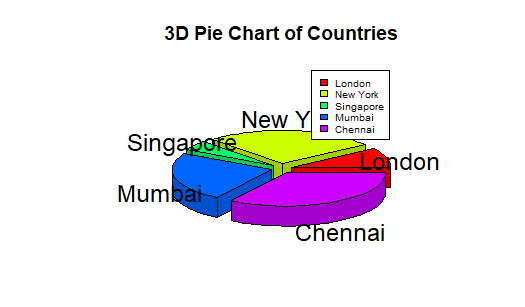 3D Pie Chart of Countries
London
New York
Singapore
Mumbai
Chennai
New Y
Singapore
London
Mumbai
Chennai